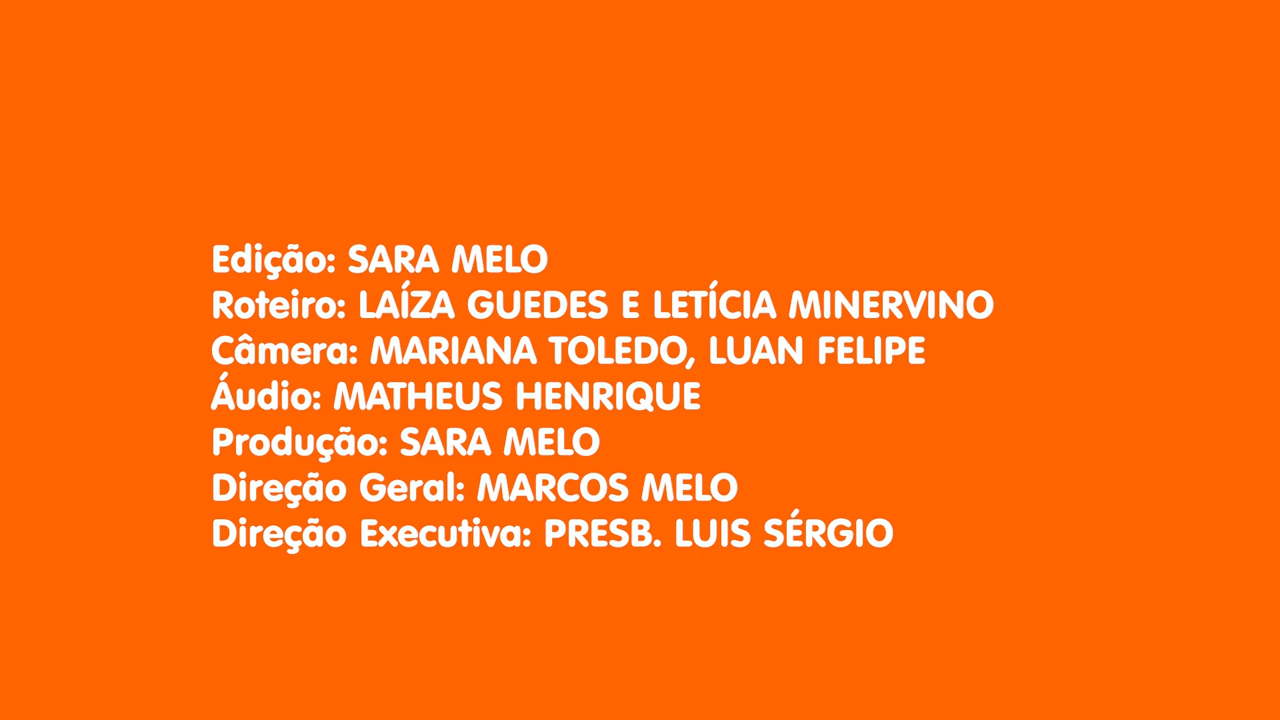 Edição: SARA MELO
Roteiro: LAÍZA GUEDES E LETÍCIA MINERVINO
Câmera: MARIANA TOLEDO, LUAN FELIPE
Áudio: MATHEUS HENRIQUE
Produção: SARA MELO
Direção Geral: MARCOS MELO
Direção Executiva: PRESB. LUIS SÉRGIO